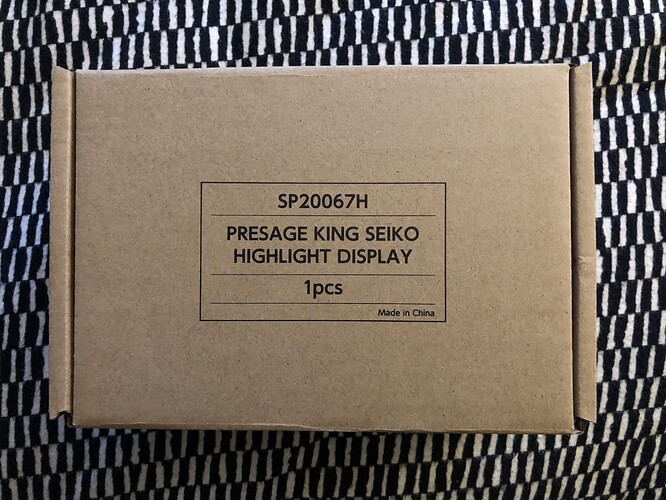 SP20067H
PRESAGE KING SEIKO
HIGHLIGHT DISPLAY
1pcs
Made in China